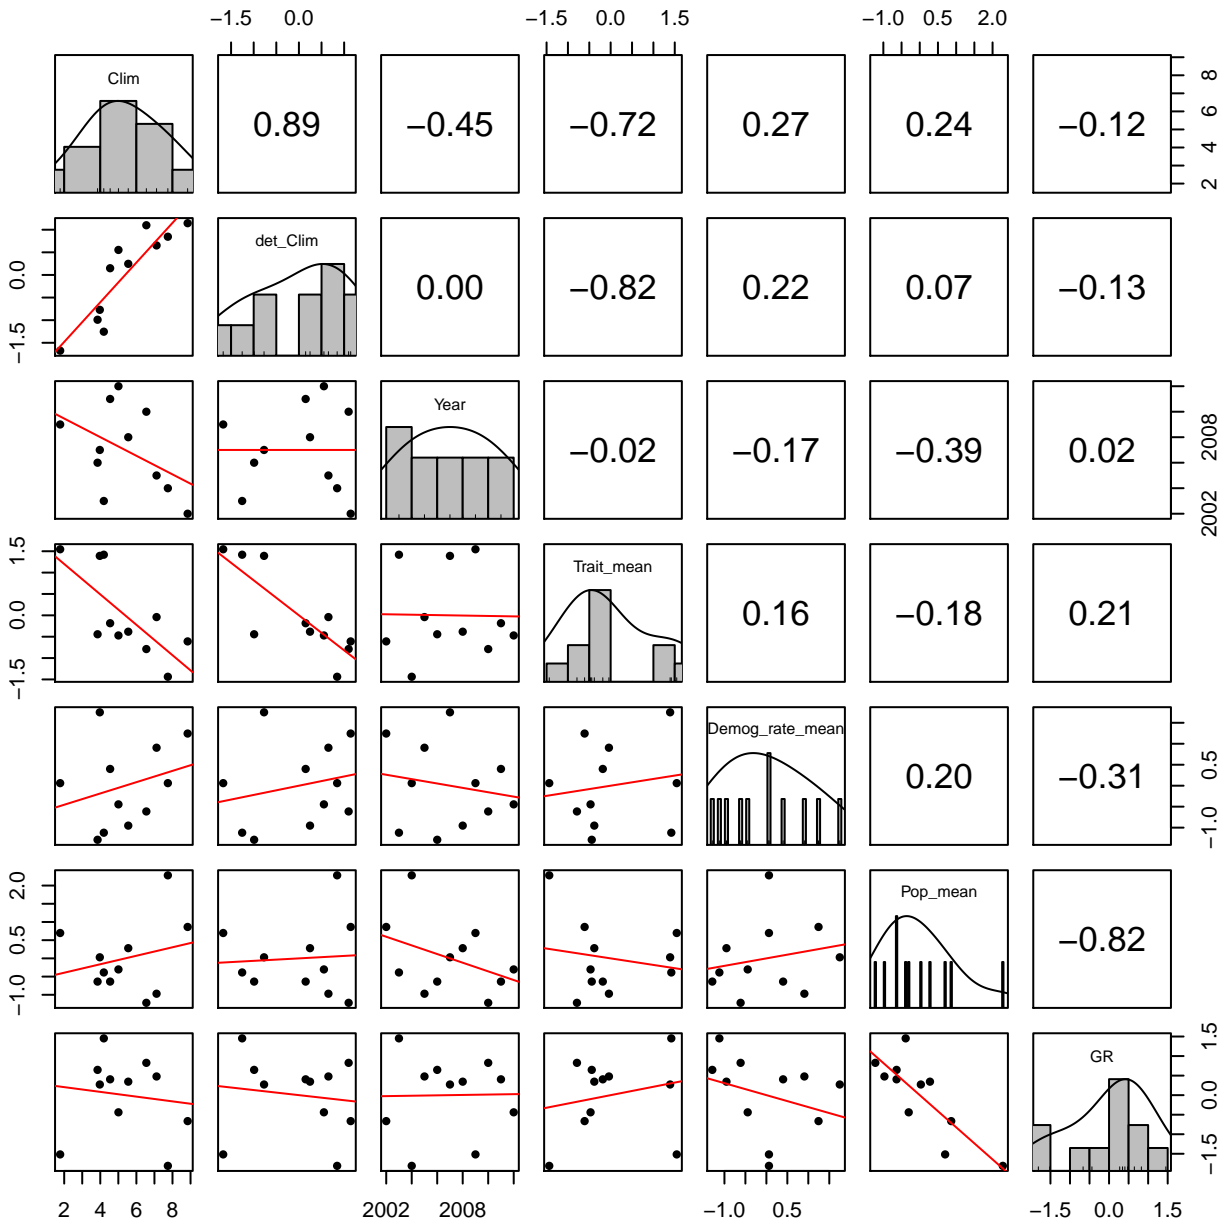 −1.5 0.0 −1.5 0.0 1.5 −1.0 0.5 2.0
Clim 0.89 −0.45 −0.72 0.27 0.24 −0.12 2 4 6 8
−1.5 0.0 det_Clim 0.00 −0.82 0.22 0.07 −0.13
Year −0.02 −0.17 −0.39 0.02 2002 2008
−1.5 0.0 1.5 Trait_mean 0.16 −0.18 0.21
Demog_rate_mean 0.20 −0.31 −1.0 0.5
−1.0 0.5 2.0 Pop_mean −0.82
GR −1.5 0.0 1.5
2 4 6 8 2002 2008 −1.0 0.5 −1.5 0.0 1.5